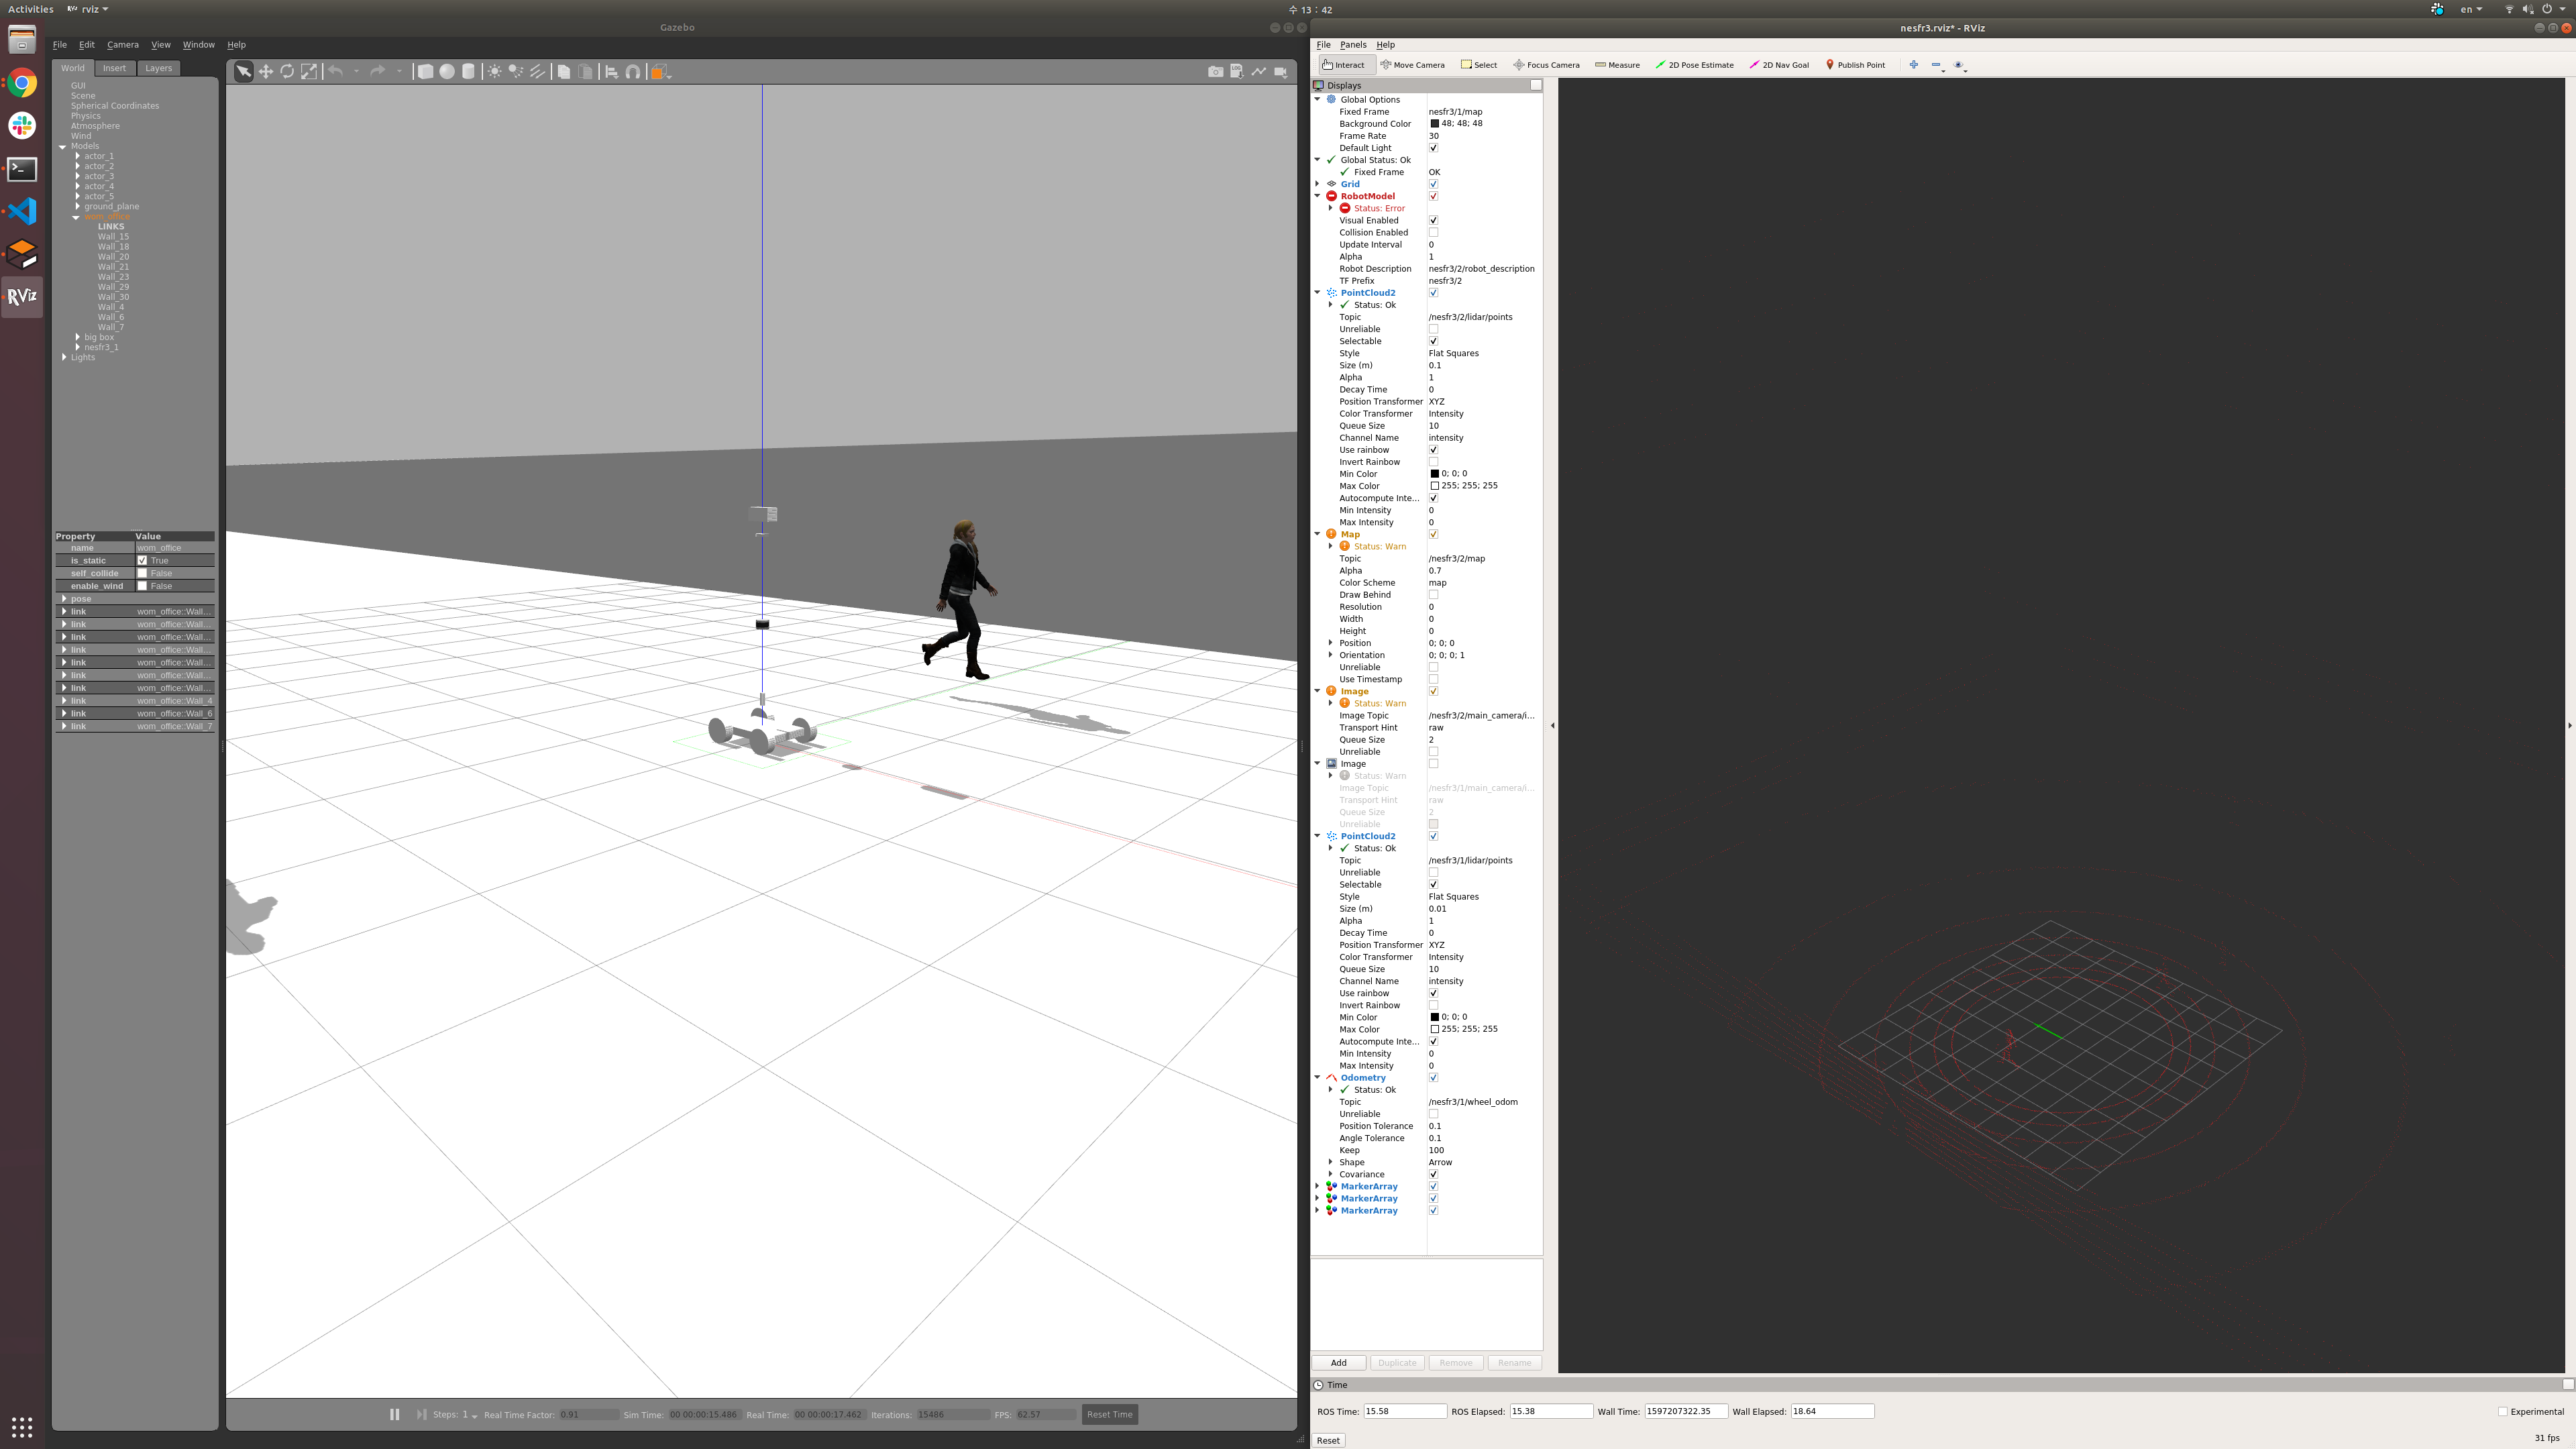 Activities
rviz
수 13 : 42
en
Gazebo
File Edit Camera View Window Help
World Insert Layers
GUI
Scene
Spherical Coordinates
Physics
Atmosphere
Wind
Models
actor_1
actor_2
actor_3
actor_4
actor_5
ground_plane
wom_office
LINKS
Wall_15
Wall_18
Wall_20
Wall_21
Wall_23
Wall_29
Wall_30
Wall_4
Wall_6
Wall_7
big box
nesfr3_1
Lights
Property Value
name wom_office
is_static True
self_collide False
enable_wind False
pose
link wom_office::Wall...
link wom_office::Wall...
link wom_office::Wall...
link wom_office::Wall...
link wom_office::Wall...
link wom_office::Wall...
link wom_office::Wall...
link wom_office::Wall_4
link wom_office::Wall_6
link wom_office::Wall_7
Steps: 1 Real Time Factor: 0.91 Sim Time: 00 00:00:15.486 Real Time: 00 00:00:17.462 Iterations: 15486 FPS: 62.57 Reset Time
RViz
nesfr3.rviz* - RViz
File Panels Help
Interact Move Camera Select Focus Camera Measure 2D Pose Estimate 2D Nav Goal Publish Point
Displays
Global Options
Fixed Frame nesfr3/1/map
Background Color 48; 48; 48
Frame Rate 30
Default Light
Global Status: Ok
Fixed Frame OK
Grid
RobotModel
Status: Error
Visual Enabled
Collision Enabled
Update Interval 0
Alpha 1
Robot Description nesfr3/2/robot_description
TF Prefix nesfr3/2
PointCloud2
Status: Ok
Topic /nesfr3/2/lidar/points
Unreliable
Selectable
Style Flat Squares
Size (m) 0.1
Alpha 1
Decay Time 0
Position Transformer XYZ
Color Transformer Intensity
Queue Size 10
Channel Name intensity
Use rainbow
Invert Rainbow
Min Color 0; 0; 0
Max Color 255; 255; 255
Autocompute Inte...
Min Intensity 0
Max Intensity 0
Map
Status: Warn
Topic /nesfr3/2/map
Alpha 0.7
Color Scheme map
Draw Behind
Resolution 0
Width 0
Height 0
Position 0; 0; 0
Orientation 0; 0; 0; 1
Unreliable
Use Timestamp
Image
Status: Warn
Image Topic /nesfr3/2/main_camera/i...
Transport Hint raw
Queue Size 2
Unreliable
Image
Status: Warn
Image Topic /nesfr3/1/main_camera/i...
Transport Hint raw
Queue Size 2
Unreliable
PointCloud2
Status: Ok
Topic /nesfr3/1/lidar/points
Unreliable
Selectable
Style Flat Squares
Size (m) 0.01
Alpha 1
Decay Time 0
Position Transformer XYZ
Color Transformer Intensity
Queue Size 10
Channel Name intensity
Use rainbow
Invert Rainbow
Min Color 0; 0; 0
Max Color 255; 255; 255
Autocompute Inte...
Min Intensity 0
Max Intensity 0
Odometry
Status: Ok
Topic /nesfr3/1/wheel_odom
Unreliable
Position Tolerance 0.1
Angle Tolerance 0.1
Keep 100
Shape Arrow
Covariance
MarkerArray
MarkerArray
MarkerArray
Add Duplicate Remove Rename
Time
ROS Time: 15.58 ROS Elapsed: 15.38 Wall Time: 1597207322.35 Wall Elapsed: 18.64 Experimental
Reset 31 fps